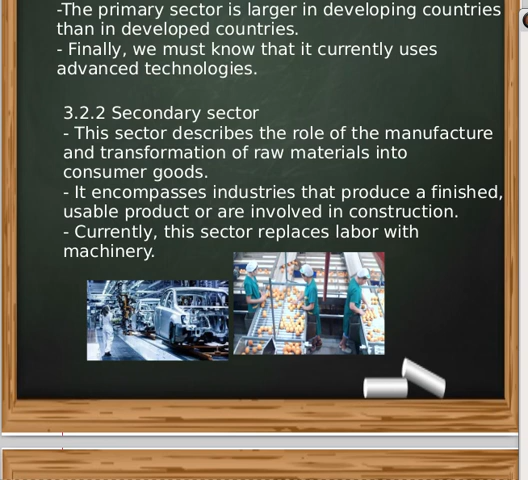 -The primary sector is larger in developing countries
than in developed countries.
- Finally, we must know that it currently uses
advanced technologies.
3.2.2 Secondary sector
- This sector describes the role of the manufacture
and transformation of raw materials into
consumer goods.
- It encompasses industries that produce a finished,
usable product or are involved in construction.
- Currently, this sector replaces labor with
machinery.